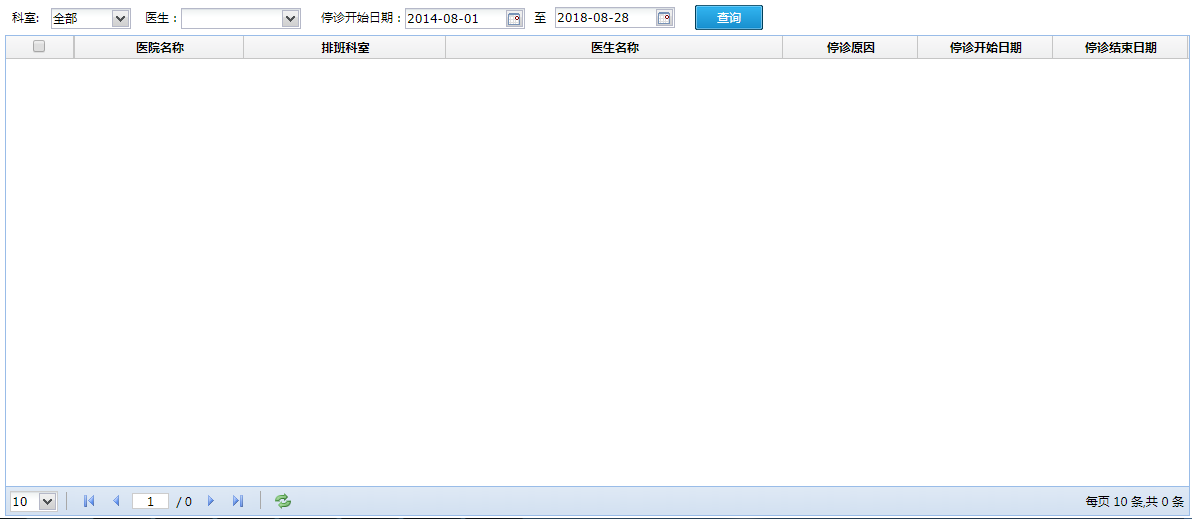 科室: 全部 医生： 停诊开始日期： 2014-08-01 至 2018-08-28 查询
医院名称 排班科室 医生名称 停诊原因 停诊开始日期 停诊结束日期
10 1 / 0 每页 10 条,共 0 条